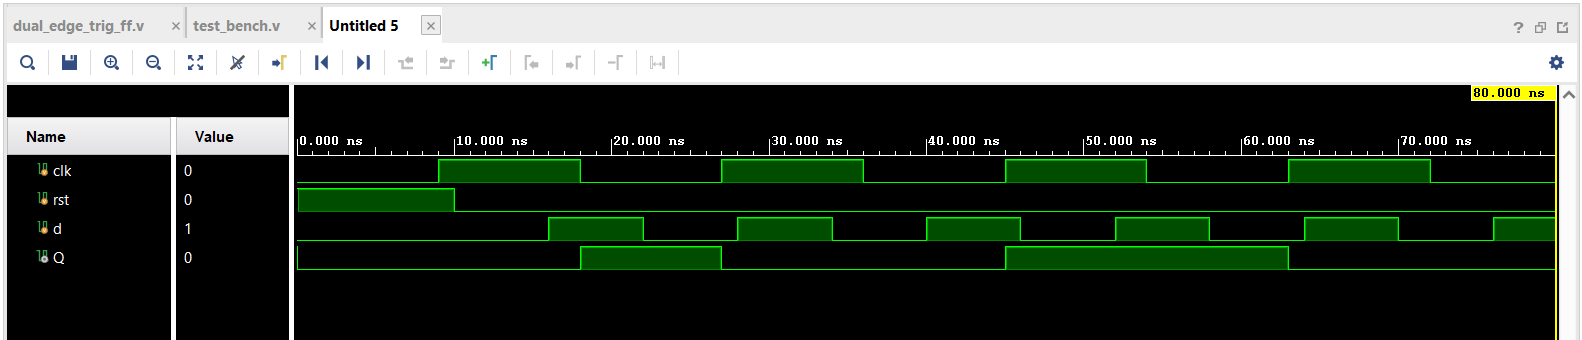 dual_edge_trig_ff.v × test_bench.v × Untitled 5 × ?
80.000 ns
Name Value
0.000 ns 10.000 ns 20.000 ns 30.000 ns 40.000 ns 50.000 ns 60.000 ns 70.000 ns
clk 0
rst 0
d 1
Q 0